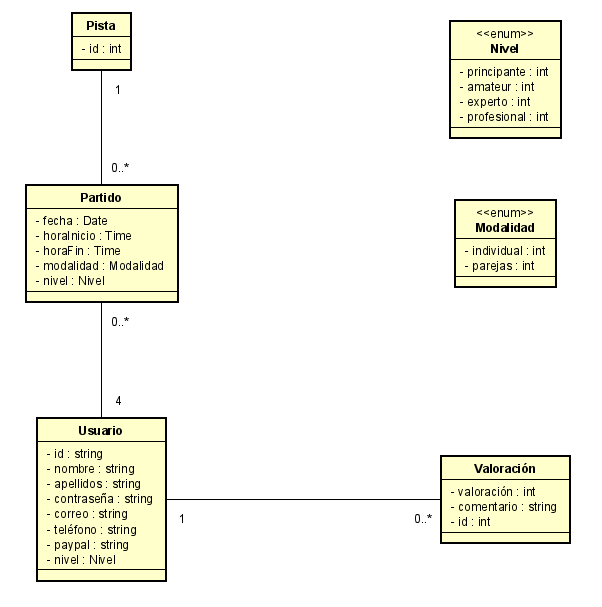 Pista
- id : int
1
0..*
Partido
- fecha : Date
- horaInicio : Time
- horaFin : Time
- modalidad : Modalidad
- nivel : Nivel
0..*
4
Usuario
- id : string
- nombre : string
- apellidos : string
- contraseña : string
- correo : string
- teléfono : string
- paypal : string
- nivel : Nivel
1
0..*
<<enum>>
Nivel
- principante : int
- amateur : int
- experto : int
- profesional : int
<<enum>>
Modalidad
- individual : int
- parejas : int
Valoración
- valoración : int
- comentario : string
- id : int